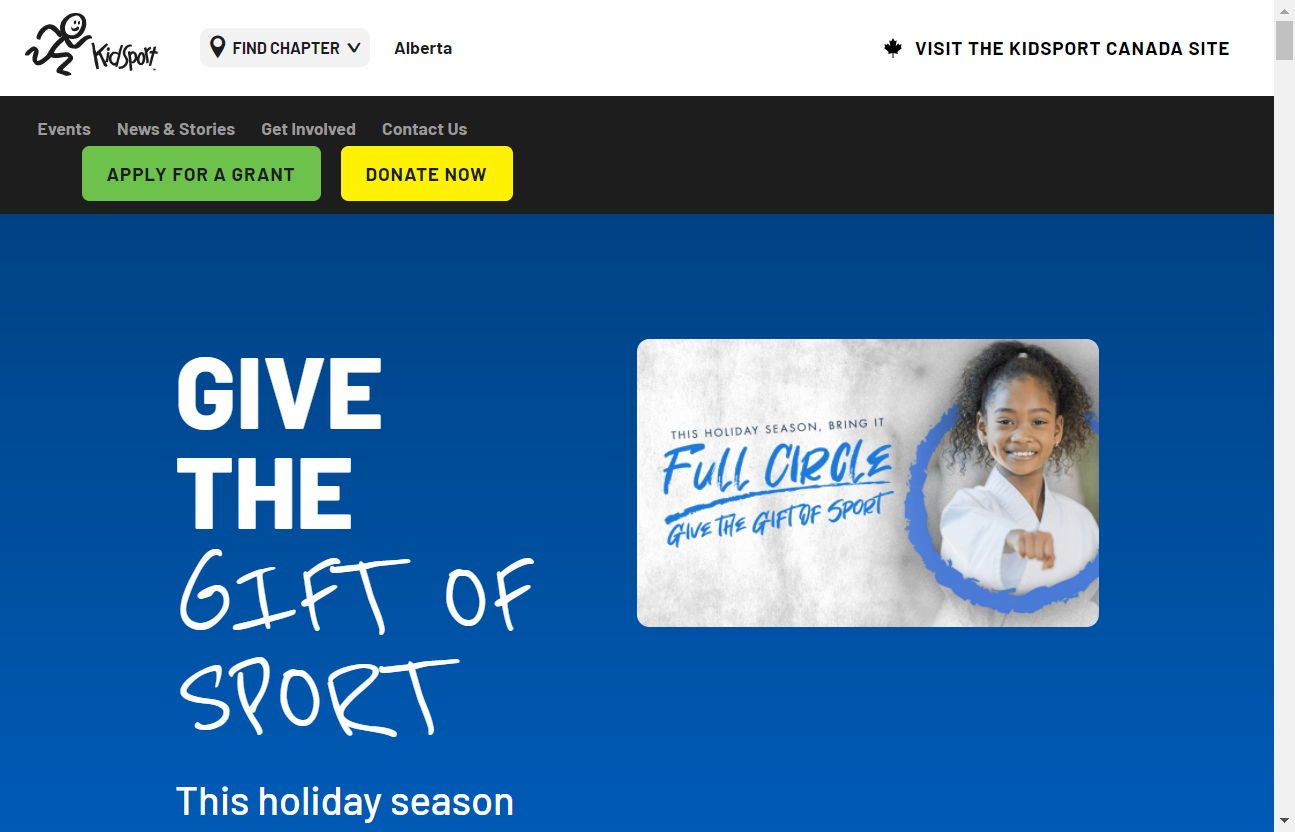 KidSport
FIND CHAPTER
Alberta
VISIT THE KIDSPORT CANADA SITE
Events
News & Stories
Get Involved
Contact Us
APPLY FOR A GRANT
DONATE NOW
GIVE
THE
GIFT OF
SPORT
This holiday season
THIS HOLIDAY SEASON, BRING IT
FULL CIRCLE
GIVE THE GIFT OF SPORT